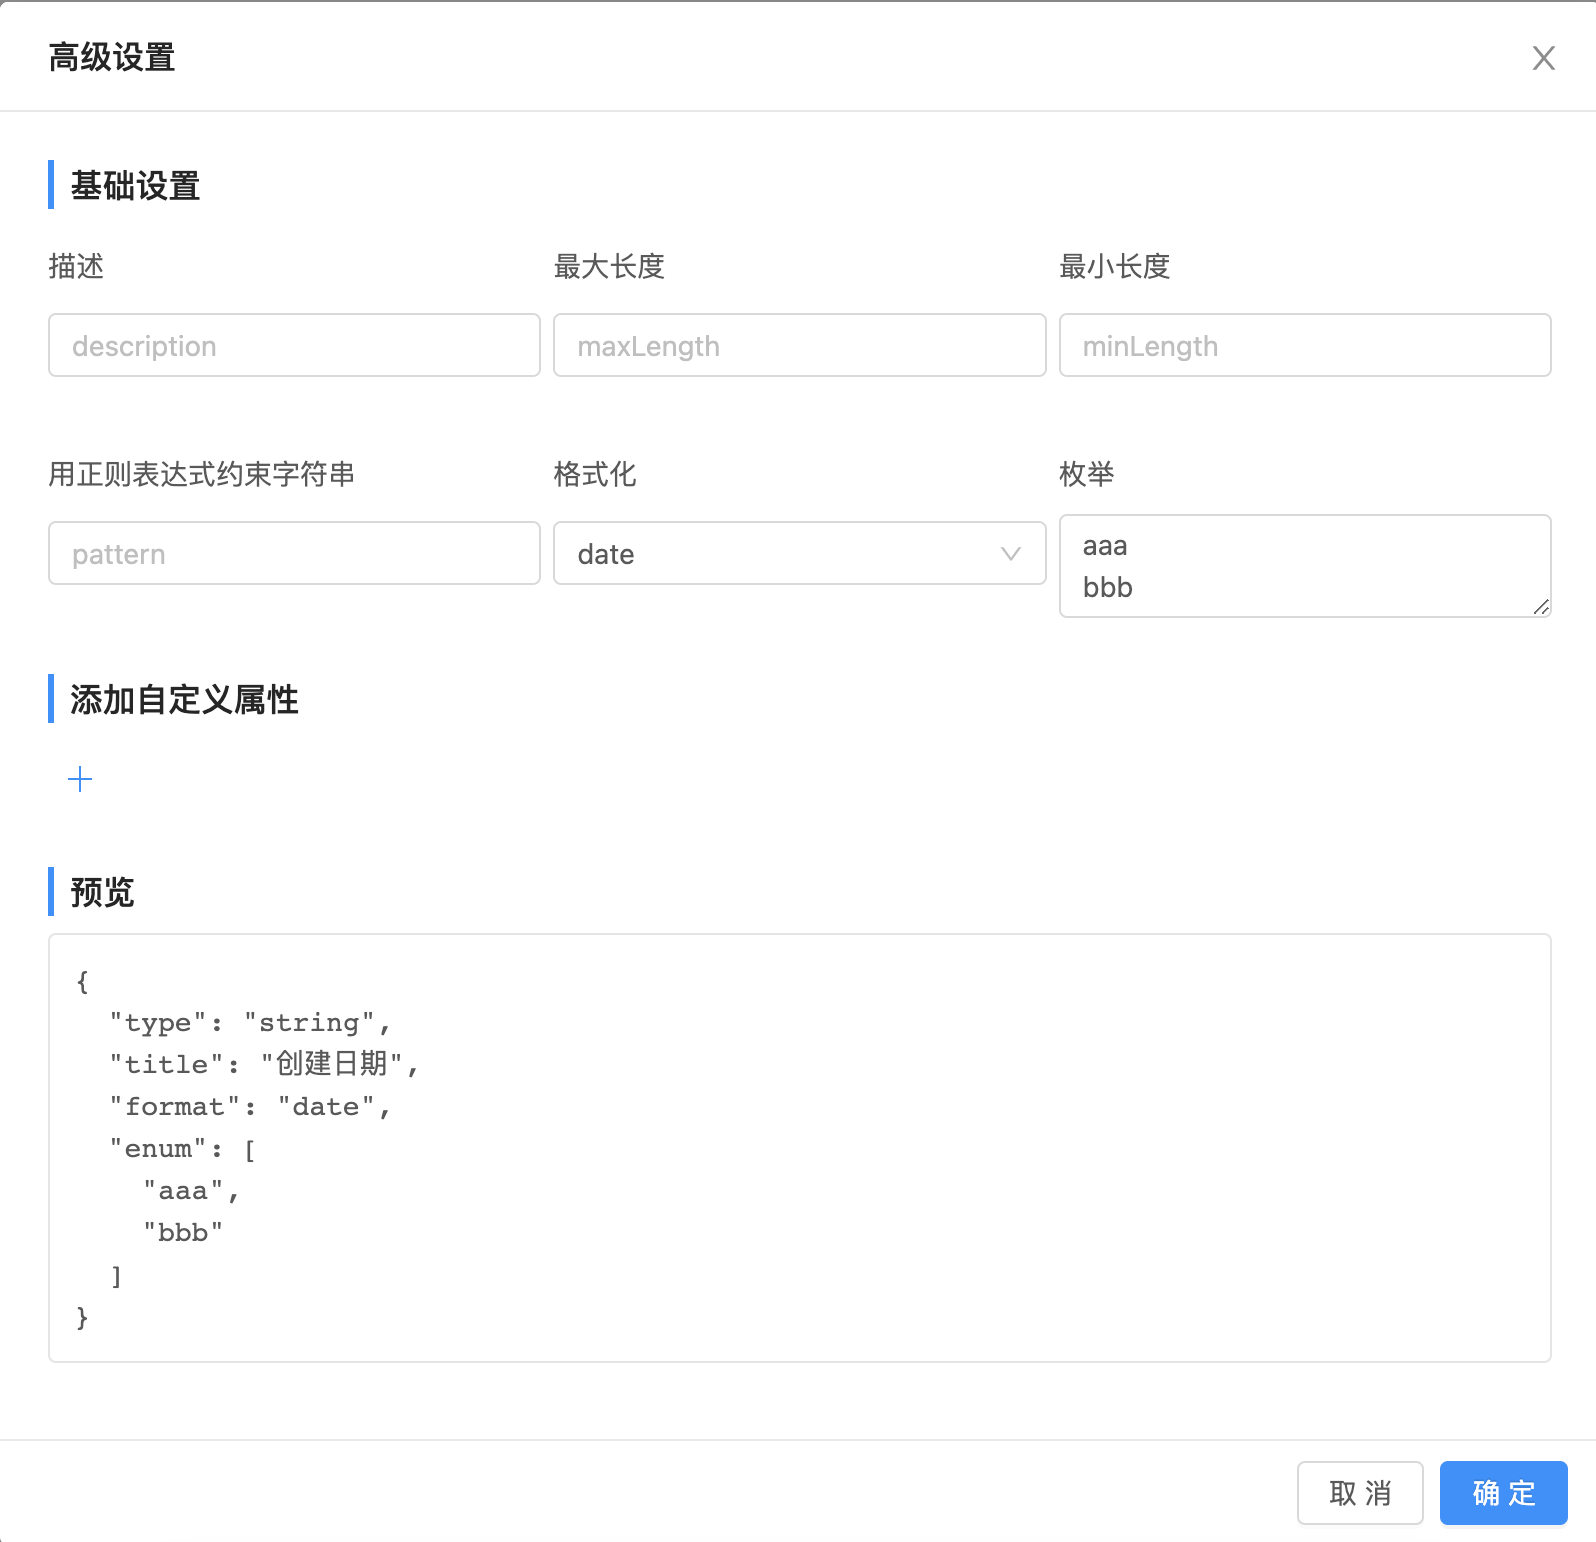 高级设置
基础设置
描述
最大长度
最小长度
description
maxLength
minLength
用正则表达式约束字符串
格式化
枚举
pattern
date
aaa
bbb
添加自定义属性
预览
{
  "type": "string",
  "title": "创建日期",
  "format": "date",
  "enum": [
    "aaa",
    "bbb"
  ]
}
取 消
确 定